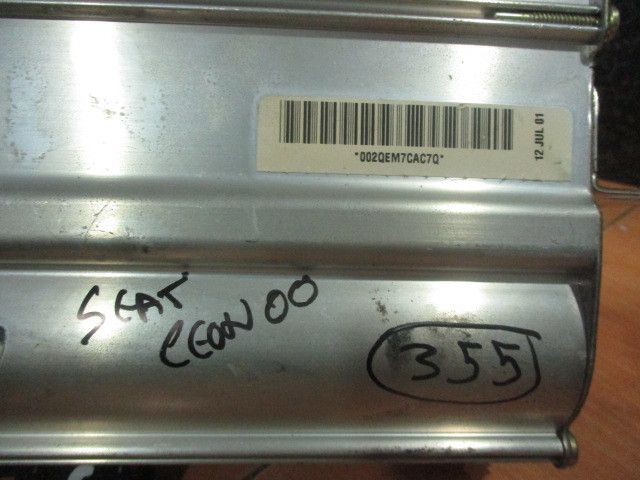 *002QEM7CAC7Q*
12 JUL 01
SEAT
LEON 00
355